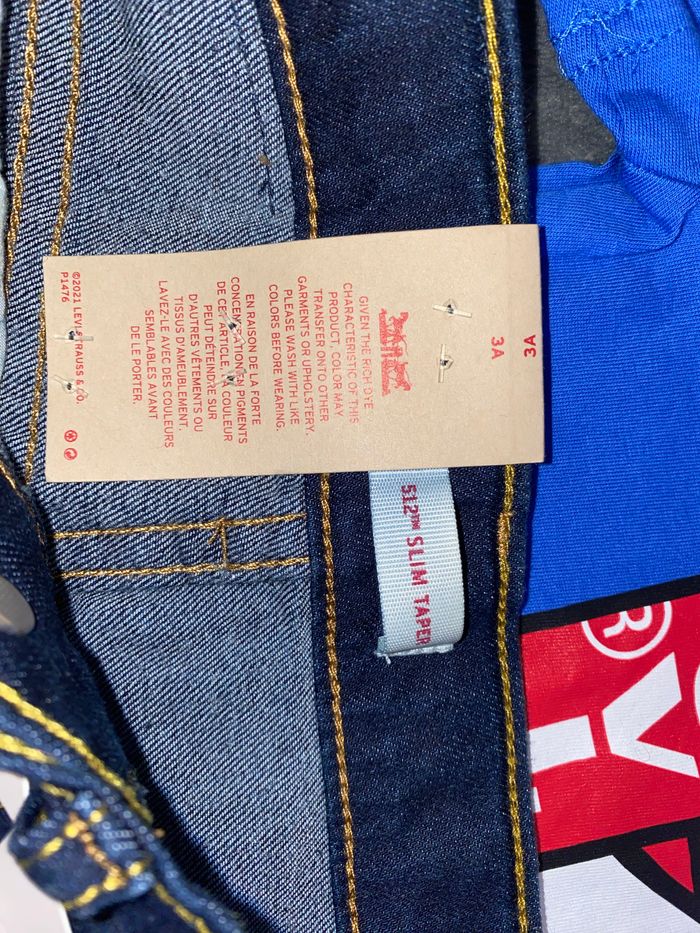 3A
3A
GIVEN THE RICH DYE
CHARACTERISTIC OF THIS
PRODUCT, COLOR MAY
TRANSFER ONTO OTHER
GARMENTS OR UPHOLSTERY.
PLEASE WASH WITH LIKE
COLORS BEFORE WEARING.
EN RAISON DE LA FORTE
CONCENTRATION EN PIGMENTS
DE CET ARTICLE, LA COULEUR
PEUT DÉTEINDRE SUR
D'AUTRES VÊTEMENTS OU
TISSUS D'AMEUBLEMENT.
LAVEZ-LE AVEC DES COULEURS
SEMBLABLES AVANT
DE LE PORTER.
©2021 LEVI STRAUSS & CO.
P1476
512™ SLIM TAPER